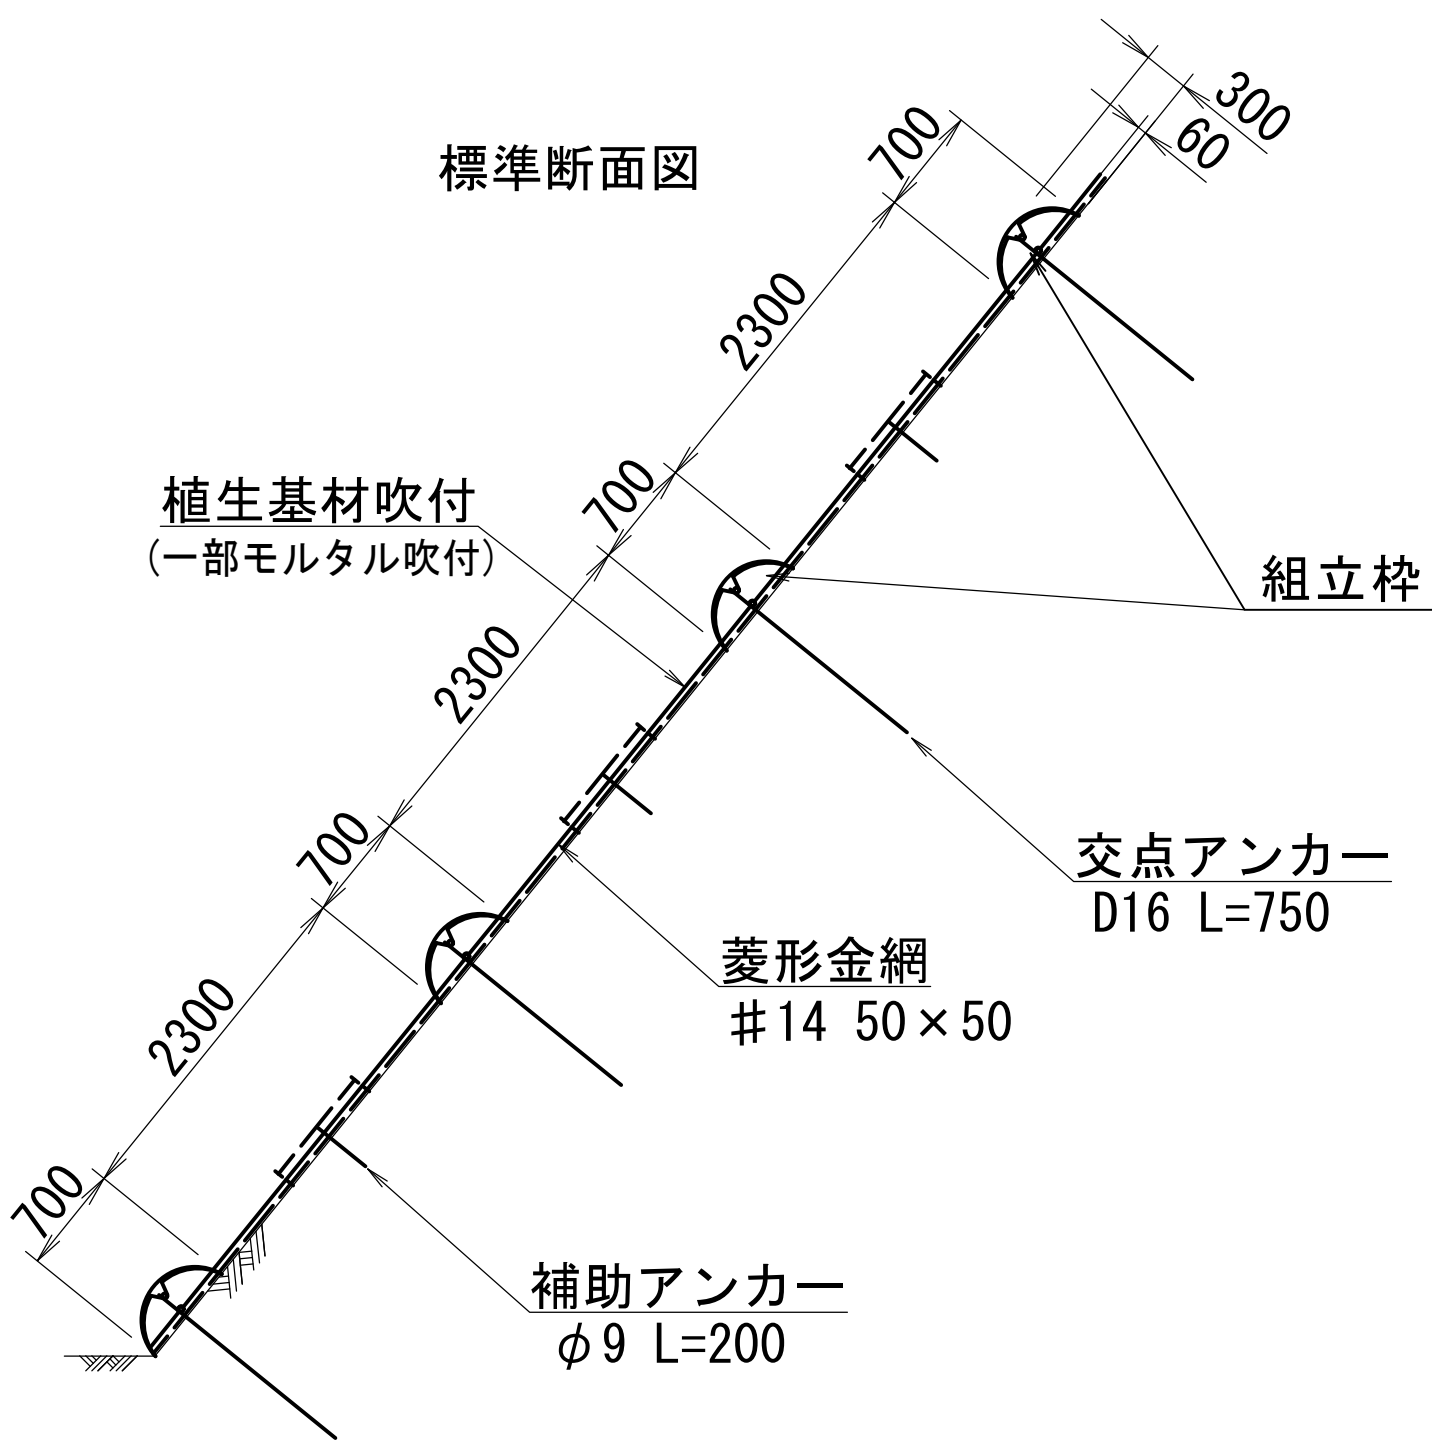 標準断面図
300
60
700
2300
700
2300
700
2300
700
植生基材吹付
(一部モルタル吹付)
組立枠
交点アンカー
D16 L=750
菱形金網
♯14 50×50
補助アンカー
φ9 L=200